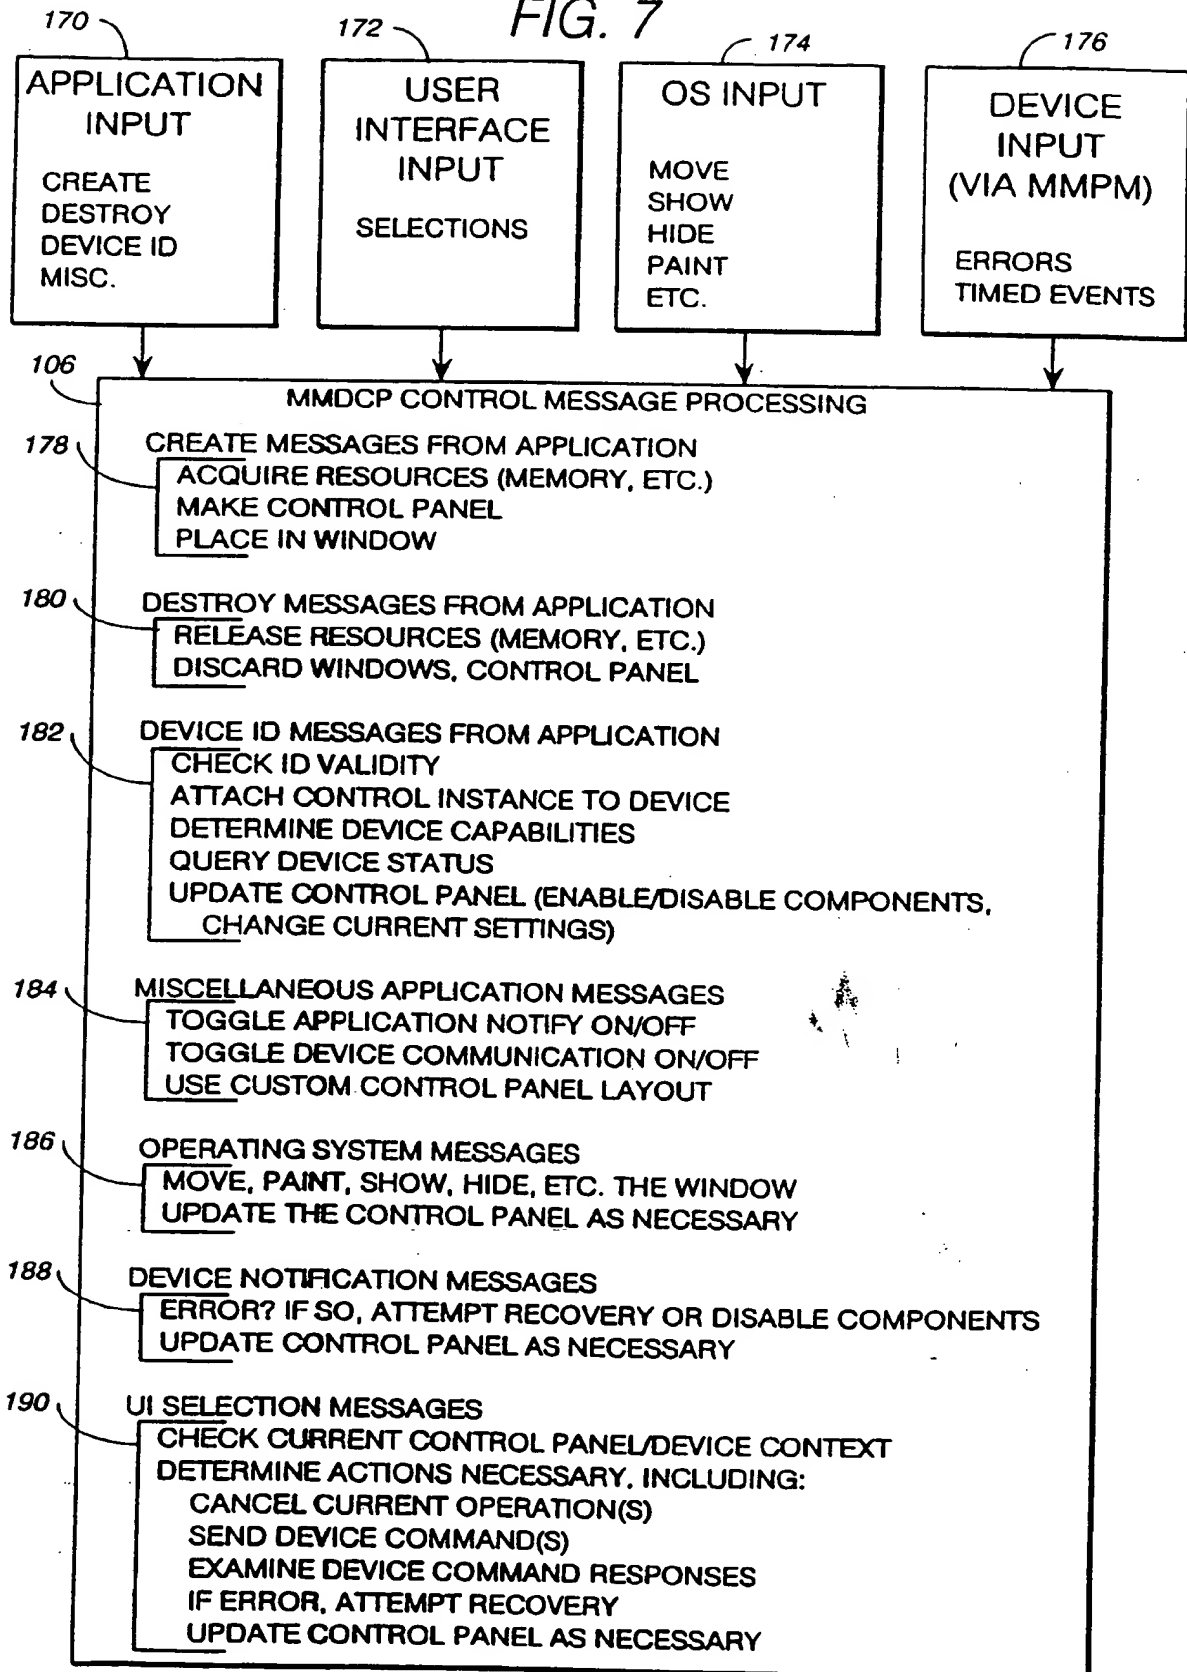 FIG. 7
170
APPLICATION
INPUT
CREATE
DESTROY
DEVICE ID
MISC.
172
USER
INTERFACE
INPUT
SELECTIONS
174
OS INPUT
MOVE
SHOW
HIDE
PAINT
ETC.
176
DEVICE
INPUT
(VIA MMPM)
ERRORS
TIMED EVENTS
106
MMDCP CONTROL MESSAGE PROCESSING
178
CREATE MESSAGES FROM APPLICATION
ACQUIRE RESOURCES (MEMORY, ETC.)
MAKE CONTROL PANEL
PLACE IN WINDOW
180
DESTROY MESSAGES FROM APPLICATION
RELEASE RESOURCES (MEMORY, ETC.)
DISCARD WINDOWS, CONTROL PANEL
182
DEVICE ID MESSAGES FROM APPLICATION
CHECK ID VALIDITY
ATTACH CONTROL INSTANCE TO DEVICE
DETERMINE DEVICE CAPABILITIES
QUERY DEVICE STATUS
UPDATE CONTROL PANEL (ENABLE/DISABLE COMPONENTS,
CHANGE CURRENT SETTINGS)
184
MISCELLANEOUS APPLICATION MESSAGES
TOGGLE APPLICATION NOTIFY ON/OFF
TOGGLE DEVICE COMMUNICATION ON/OFF
USE CUSTOM CONTROL PANEL LAYOUT
186
OPERATING SYSTEM MESSAGES
MOVE, PAINT, SHOW, HIDE, ETC. THE WINDOW
UPDATE THE CONTROL PANEL AS NECESSARY
188
DEVICE NOTIFICATION MESSAGES
ERROR? IF SO, ATTEMPT RECOVERY OR DISABLE COMPONENTS
UPDATE CONTROL PANEL AS NECESSARY
190
UI SELECTION MESSAGES
CHECK CURRENT CONTROL PANEL/DEVICE CONTEXT
DETERMINE ACTIONS NECESSARY, INCLUDING:
CANCEL CURRENT OPERATION(S)
SEND DEVICE COMMAND(S)
EXAMINE DEVICE COMMAND RESPONSES
IF ERROR, ATTEMPT RECOVERY
UPDATE CONTROL PANEL AS NECESSARY